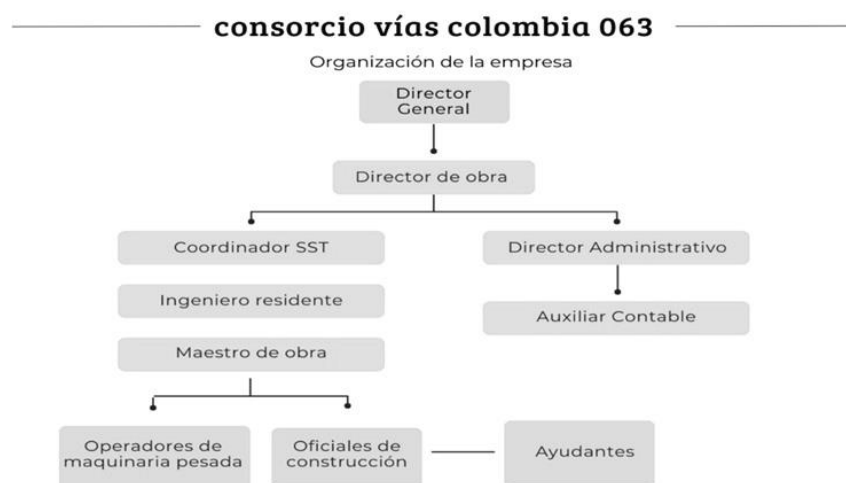 consorcio vías colombia 063
Organización de la empresa
Director
General
Director de obra
Coordinador SST
Director Administrativo
Ingeniero residente
Auxiliar Contable
Maestro de obra
Operadores de
maquinaria pesada
Oficiales de
construcción
Ayudantes